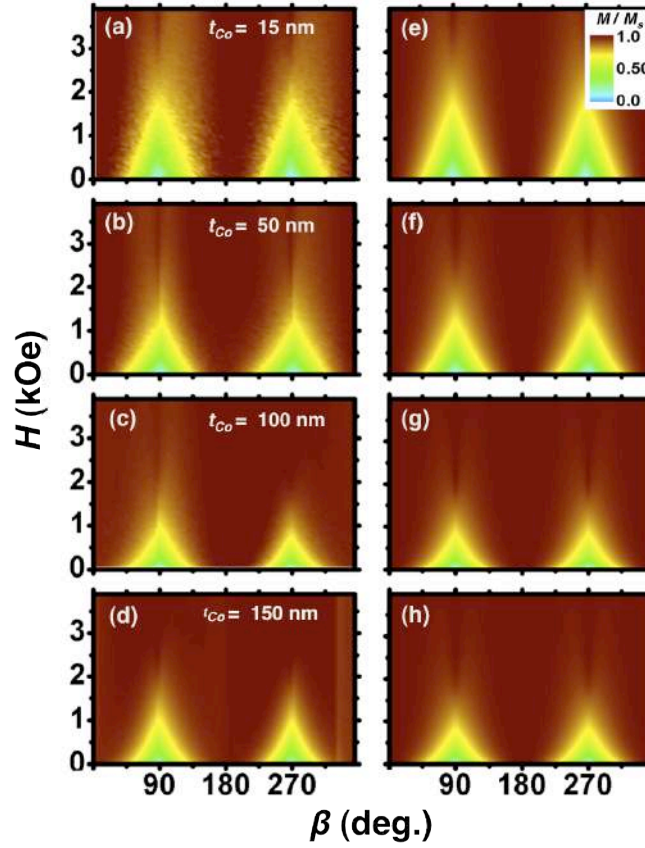 (a) t_Co = 15 nm
(e)
M / M_s
1.0
0.50
0.0
3
2
1
0
(b) t_Co = 50 nm
(f)
3
2
1
0
H (kOe)
(c) t_Co = 100 nm
(g)
3
2
1
0
(d) t_Co = 150 nm
(h)
3
2
1
0
90 180 270
90 180 270
β (deg.)